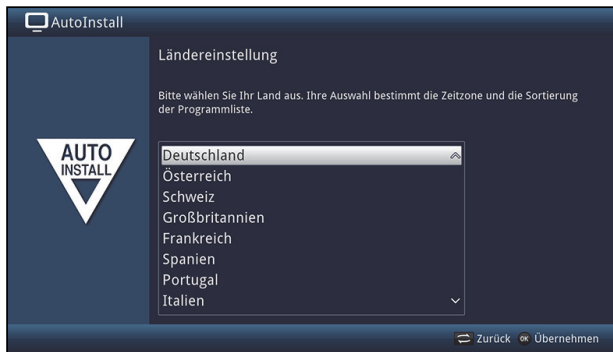 AutoInstall
Ländereinstellung
Bitte wählen Sie Ihr Land aus. Ihre Auswahl bestimmt die Zeitzone und die Sortierung
der Programmliste.
AUTO
INSTALL
Deutschland
Österreich
Schweiz
Großbritannien
Frankreich
Spanien
Portugal
Italien
Zurück OK Übernehmen